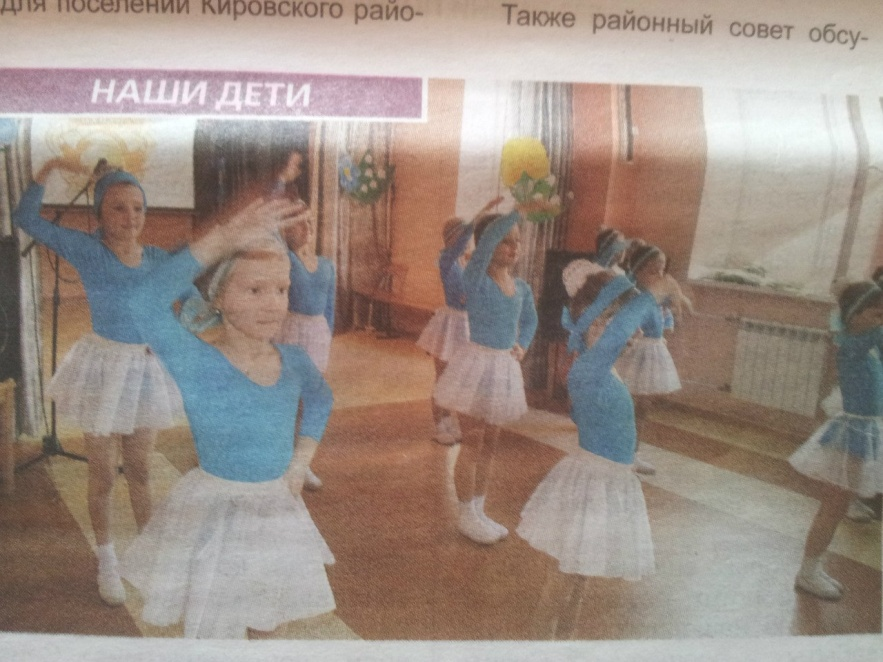 для поселений Кировского райо-
Также районный совет обсу-
НАШИ ДЕТИ